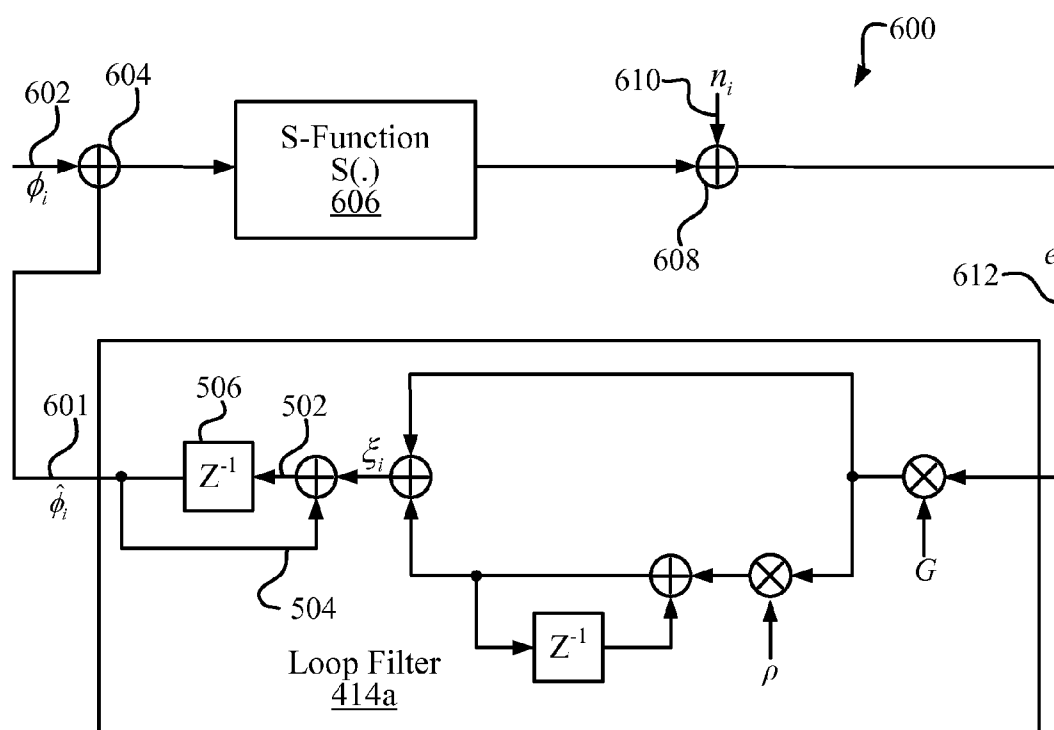 600
602
604
610
n_i
S-Function
S(.)
606
ϕ_i
608
e
612
506
502
601
ξ_i
Z⁻¹
ϕ̂_i
G
504
Z⁻¹
ρ
Loop Filter
414a